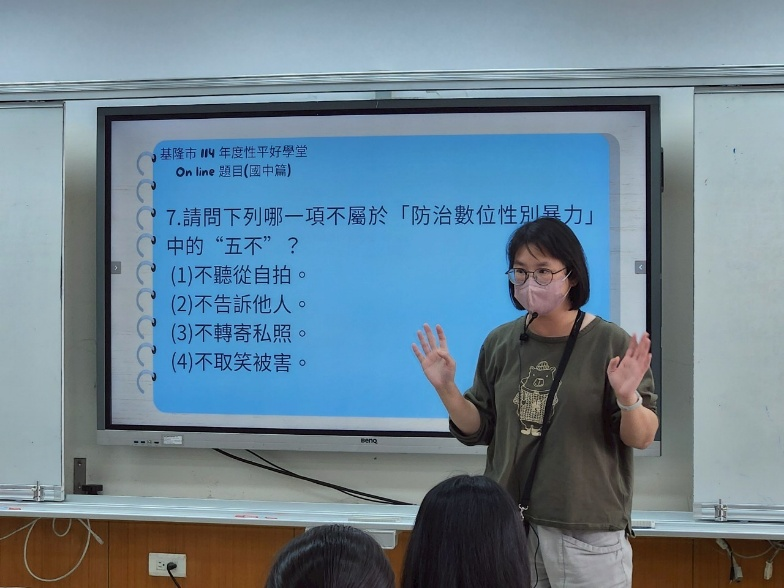 基隆市 114 年度性平好學堂
On line 題目(國中篇)
7.請問下列哪一項不屬於「防治數位性別暴力」
中的“五不”？
(1)不聽從自拍。
(2)不告訴他人。
(3)不轉寄私照。
(4)不取笑被害。
BenQ